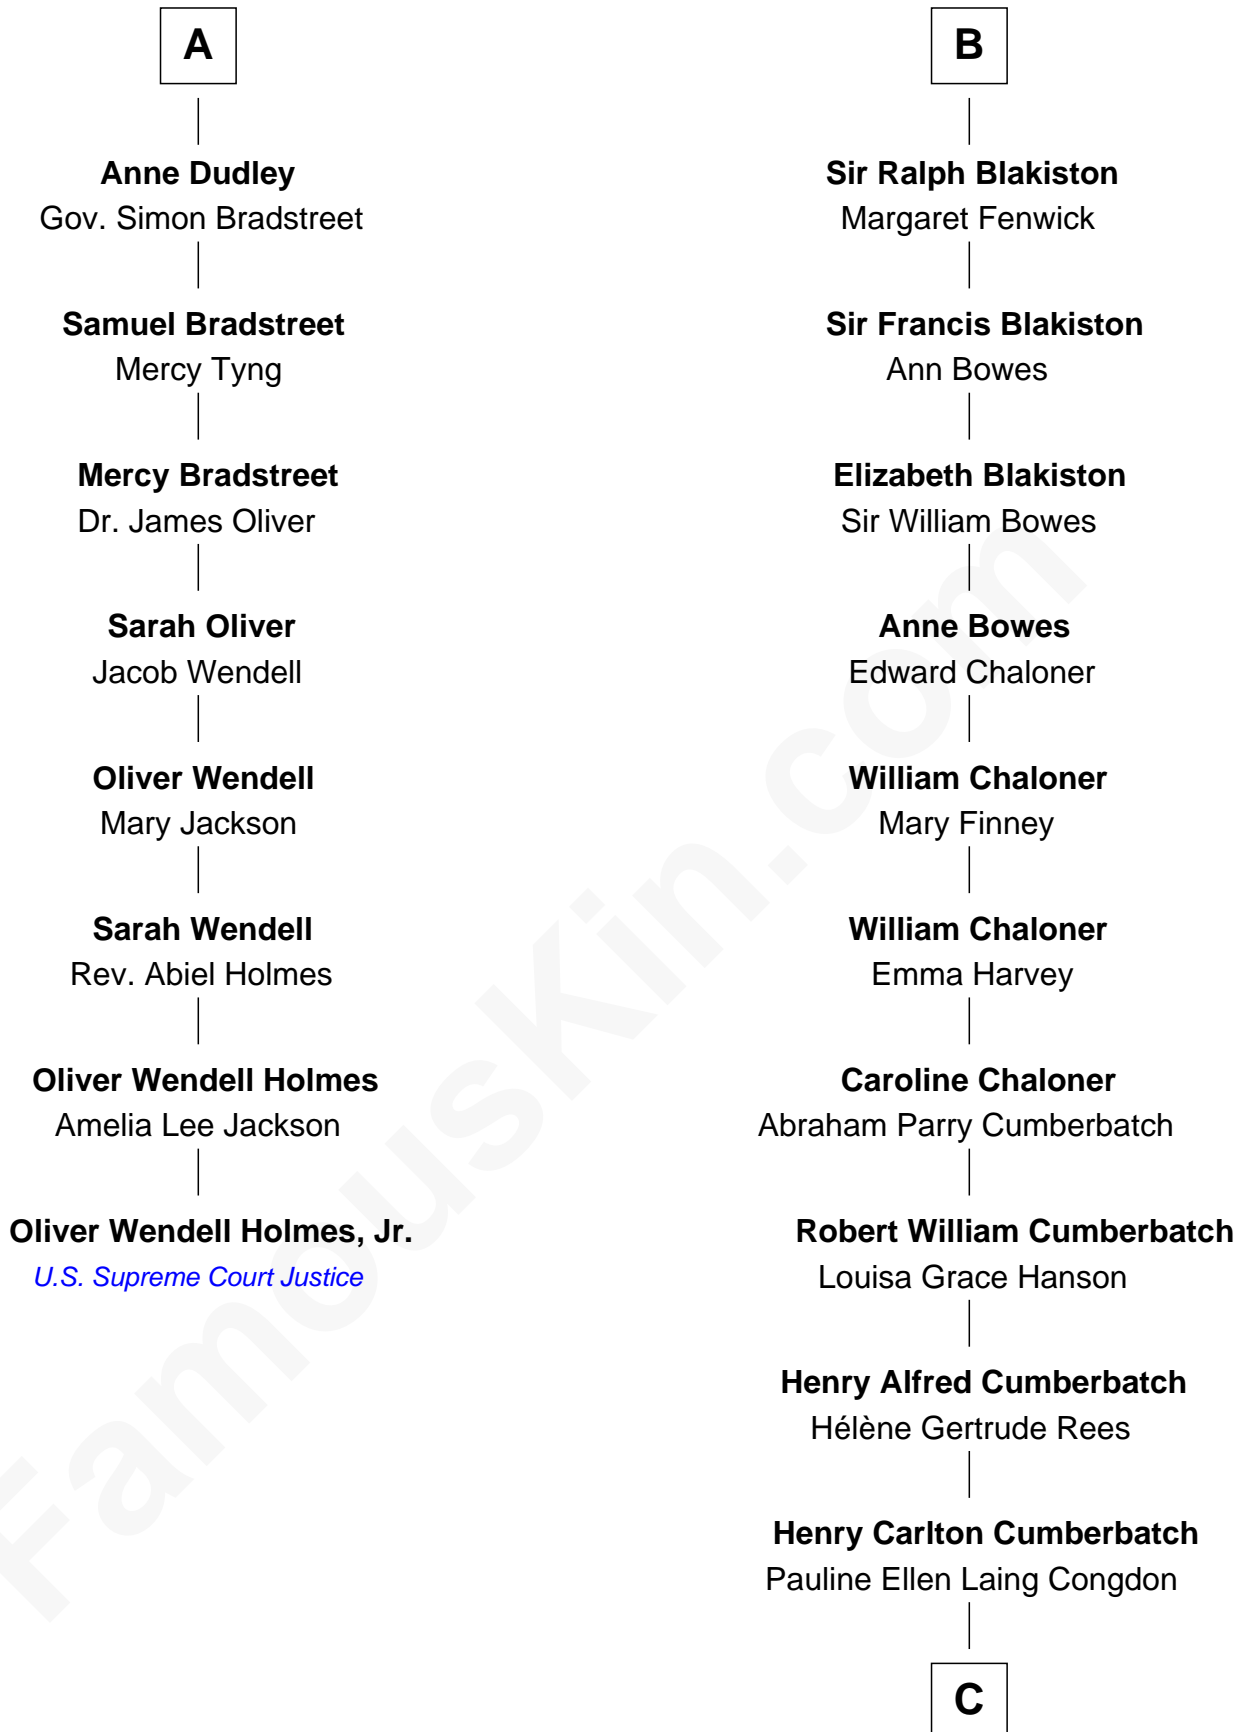 A
Anne Dudley
Gov. Simon Bradstreet
Samuel Bradstreet
Mercy Tyng
Mercy Bradstreet
Dr. James Oliver
Sarah Oliver
Jacob Wendell
Oliver Wendell
Mary Jackson
Sarah Wendell
Rev. Abiel Holmes
Oliver Wendell Holmes
Amelia Lee Jackson
Oliver Wendell Holmes, Jr.
U.S. Supreme Court Justice
B
Sir Ralph Blakiston
Margaret Fenwick
Sir Francis Blakiston
Ann Bowes
Elizabeth Blakiston
Sir William Bowes
Anne Bowes
Edward Chaloner
William Chaloner
Mary Finney
William Chaloner
Emma Harvey
Caroline Chaloner
Abraham Parry Cumberbatch
Robert William Cumberbatch
Louisa Grace Hanson
Henry Alfred Cumberbatch
Hélène Gertrude Rees
Henry Carlton Cumberbatch
Pauline Ellen Laing Congdon
C
FamousKin.com